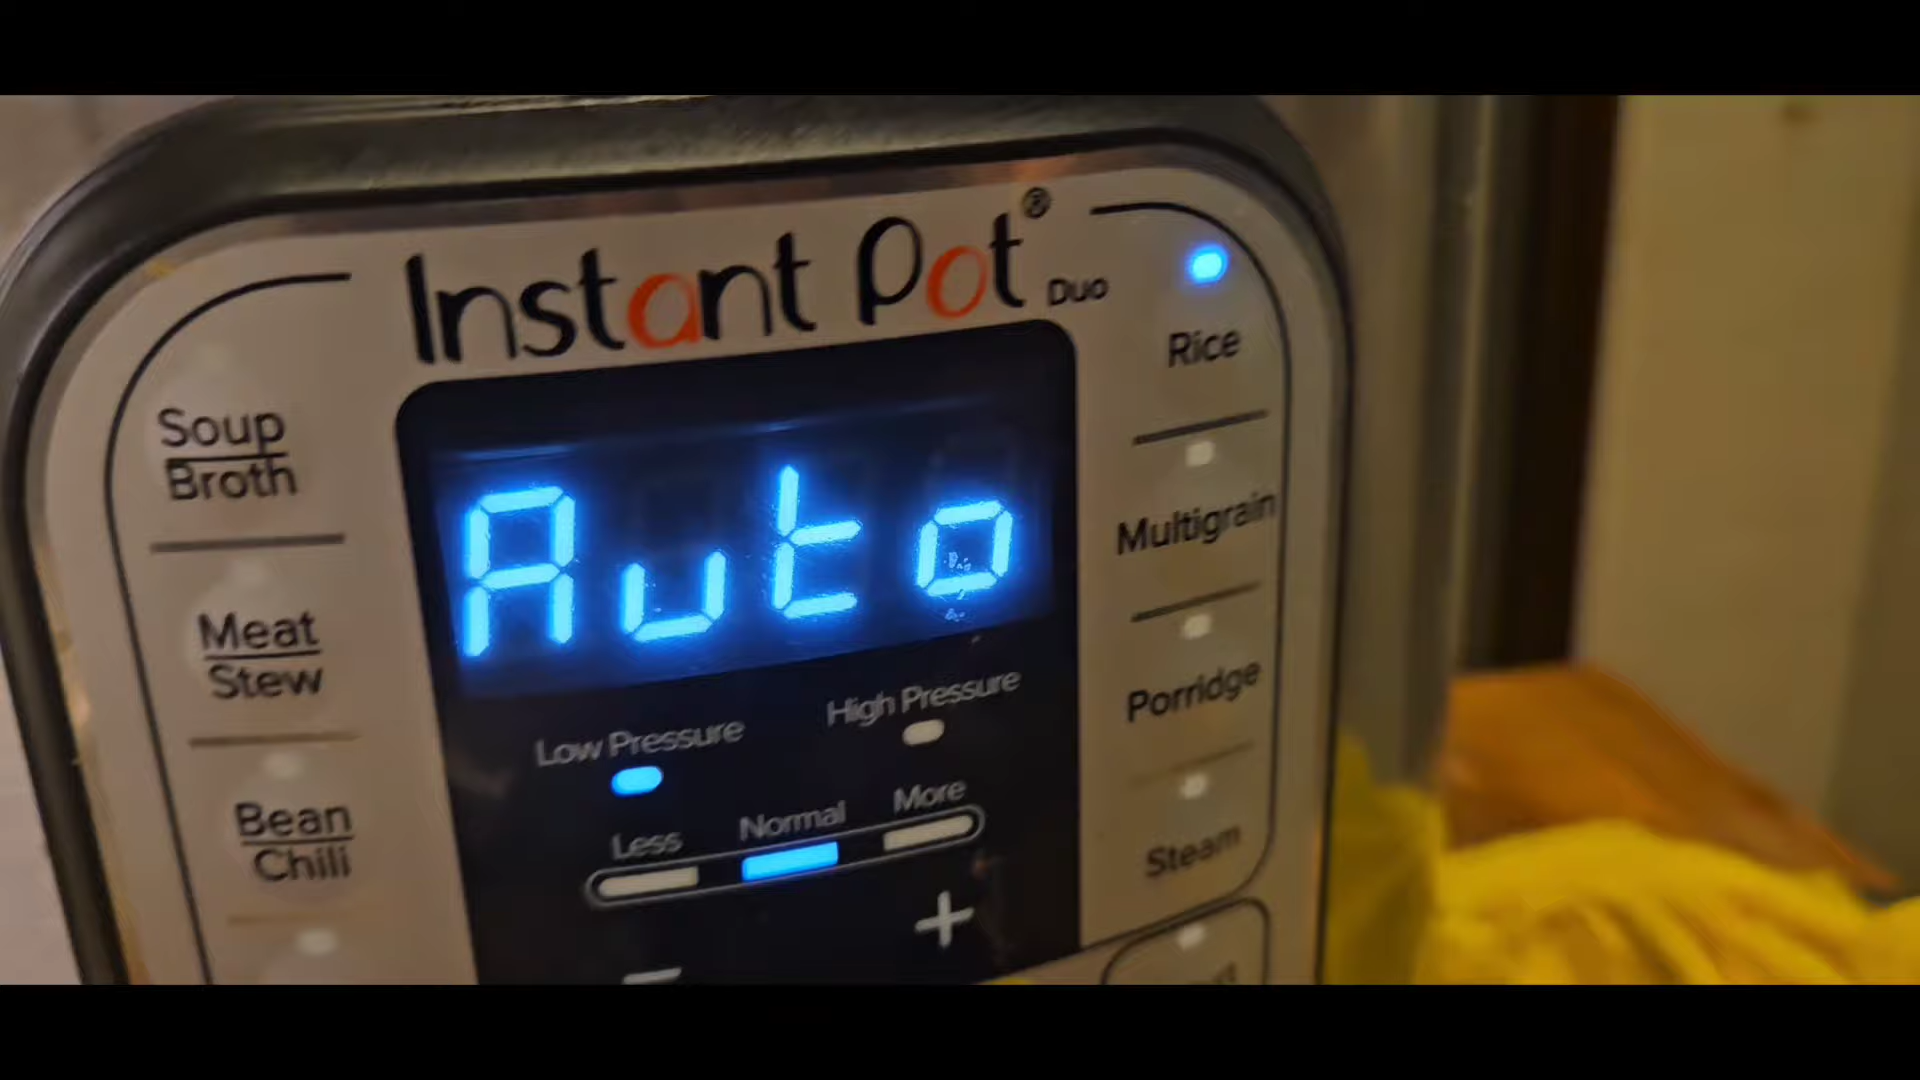 Instant Pot® Duo
Rice
Soup
Broth
Auto
Multigrain
Meat
Stew
Porridge
Low Pressure
High Pressure
Less
Normal
More
Bean
Chili
Steam
+
-